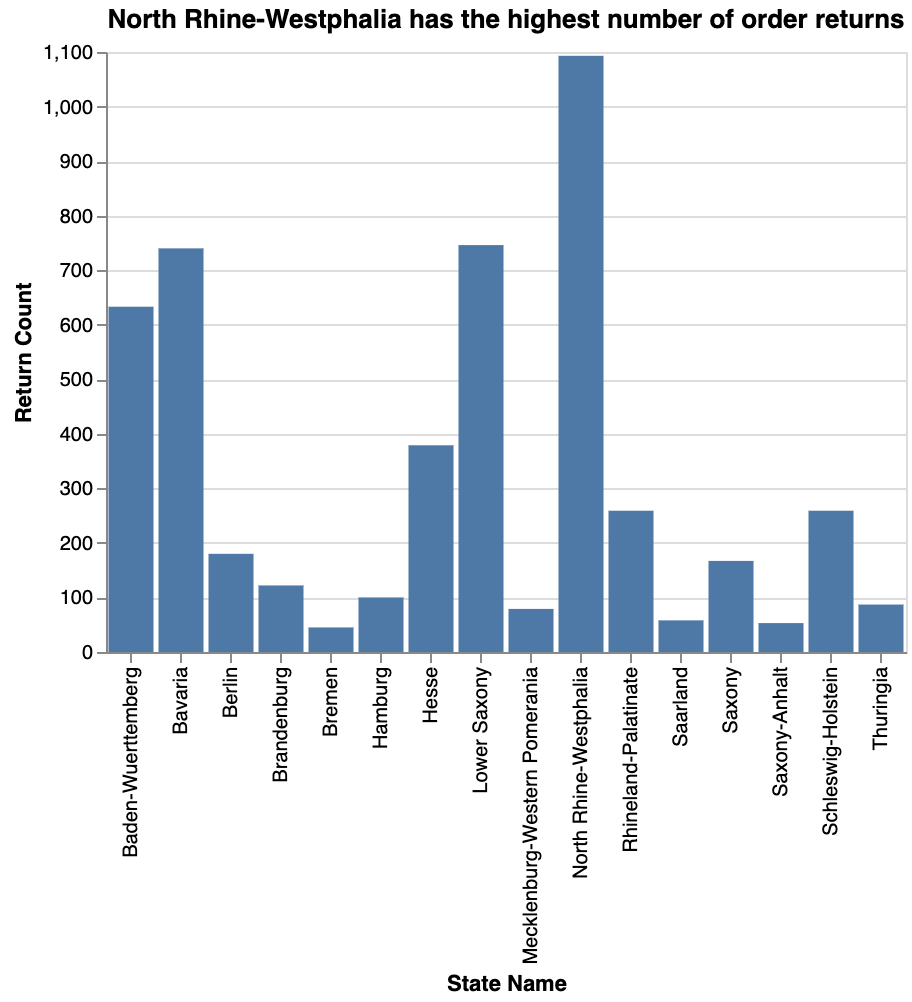 North Rhine-Westphalia has the highest number of order returns
Return Count
1,100
1,000
900
800
700
600
500
400
300
200
100
0
Baden-Wuerttemberg
Bavaria
Berlin
Brandenburg
Bremen
Hamburg
Hesse
Lower Saxony
Mecklenburg-Western Pomerania
North Rhine-Westphalia
Rhineland-Palatinate
Saarland
Saxony
Saxony-Anhalt
Schleswig-Holstein
Thuringia
State Name